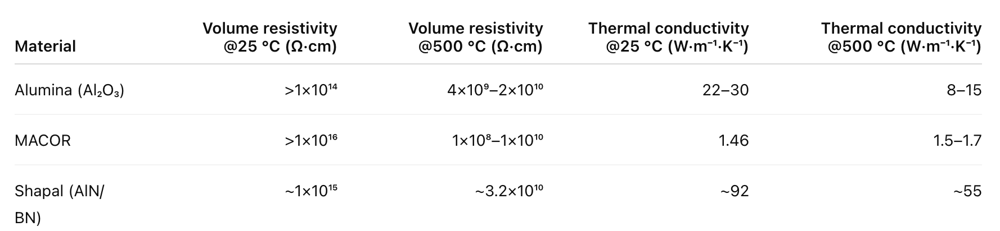 Volume resistivity Volume resistivity Thermal conductivity Thermal conductivity
Material @25 °C (Ω·cm) @500 °C (Ω·cm) @25 °C (W·m⁻¹·K⁻¹) @500 °C (W·m⁻¹·K⁻¹)
Alumina (Al₂O₃) >1×10¹⁴ 4×10⁹–2×10¹⁰ 22–30 8–15
MACOR >1×10¹⁶ 1×10⁸–1×10¹⁰ 1.46 1.5–1.7
Shapal (AlN/ ~1×10¹⁵ ~3.2×10¹⁰ ~92 ~55
BN)